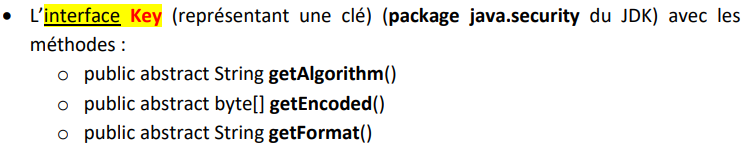 • L’interface Key (représentant une clé) (package java.security du JDK) avec les
méthodes :
o public abstract String getAlgorithm()
o public abstract byte[] getEncoded()
o public abstract String getFormat()